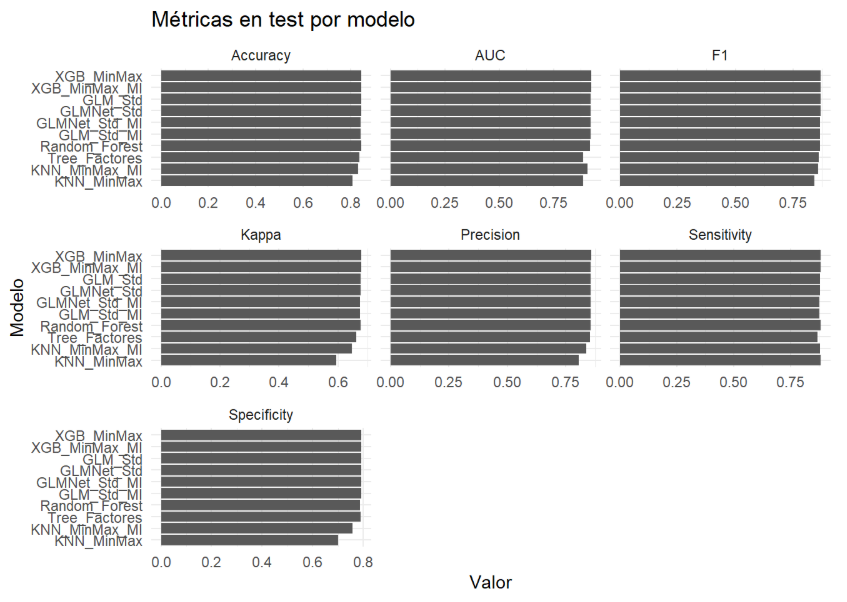 Métricas en test por modelo
Accuracy
AUC
F1
XGB_MinMax
XGB_MinMax_MI
GLM_Std
GLMNet_Std
GLMNet_Std_MI
GLM_Std_MI
Random_Forest
Tree_Factores
KNN_MinMax_MI
KNN_MinMax
0.0 0.2 0.4 0.6 0.8
0.00 0.25 0.50 0.75
0.00 0.25 0.50 0.75
Kappa
Precision
Sensitivity
XGB_MinMax
XGB_MinMax_MI
GLM_Std
GLMNet_Std
GLMNet_Std_MI
GLM_Std_MI
Random_Forest
Tree_Factores
KNN_MinMax_MI
KNN_MinMax
0.0 0.2 0.4 0.6
0.00 0.25 0.50 0.75
0.00 0.25 0.50 0.75
Modelo
Specificity
XGB_MinMax
XGB_MinMax_MI
GLM_Std
GLMNet_Std
GLMNet_Std_MI
GLM_Std_MI
Random_Forest
Tree_Factores
KNN_MinMax_MI
KNN_MinMax
0.0 0.2 0.4 0.6 0.8
Valor